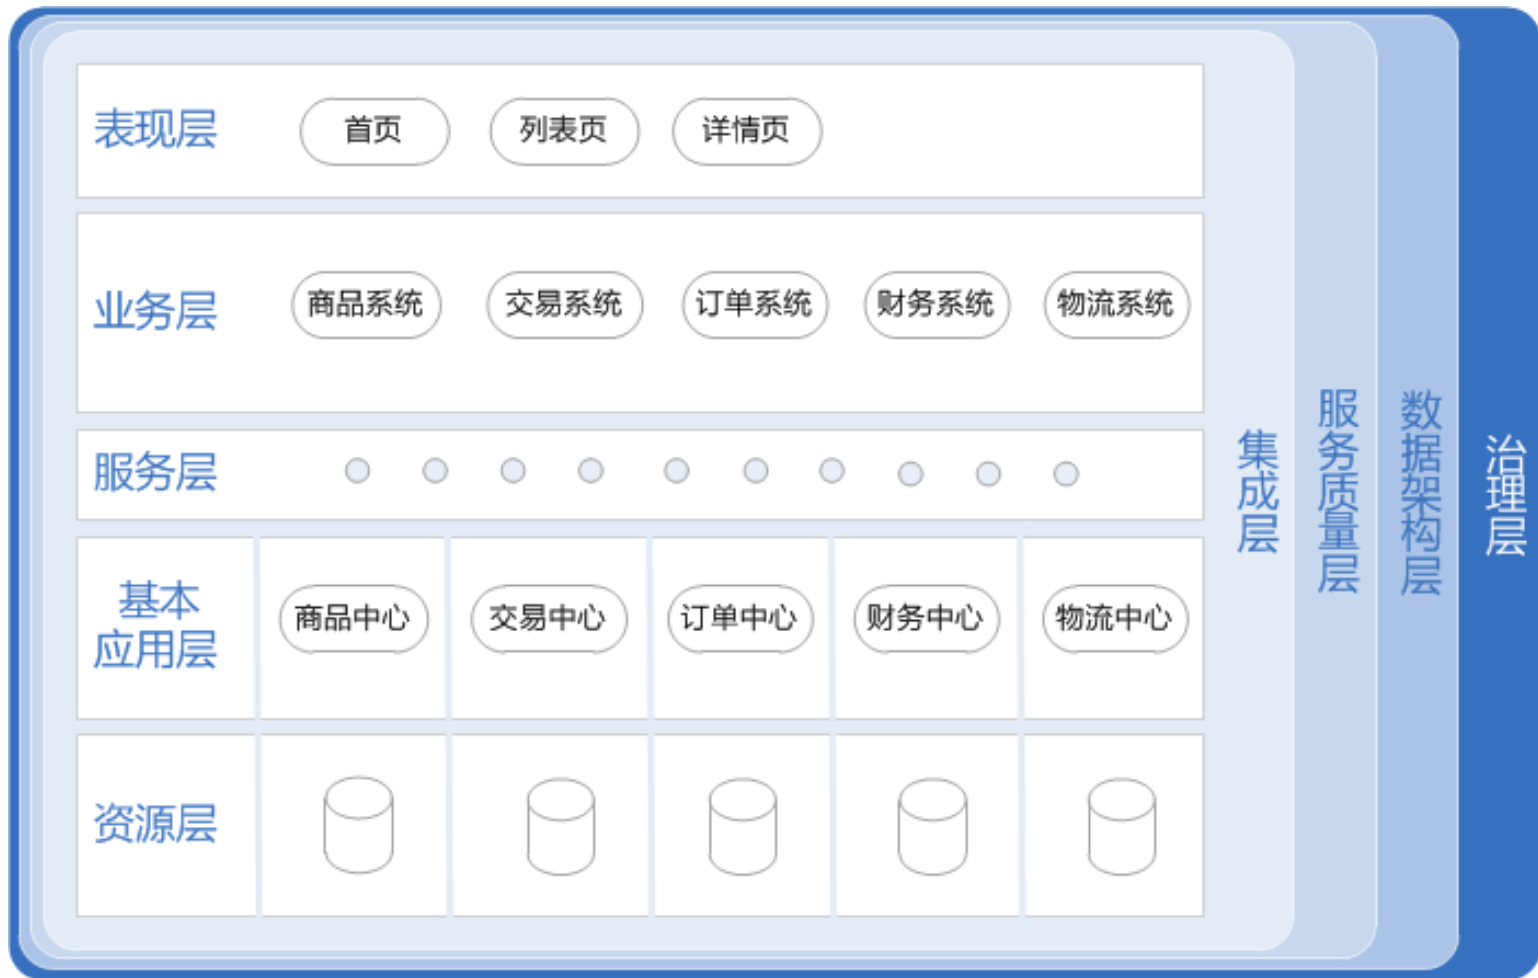 表现层
首页
列表页
详情页
业务层
商品系统
交易系统
订单系统
财务系统
物流系统
服务层
基本
应用层
商品中心
交易中心
订单中心
财务中心
物流中心
资源层
集成层
服务质量层
数据架构层
治理层